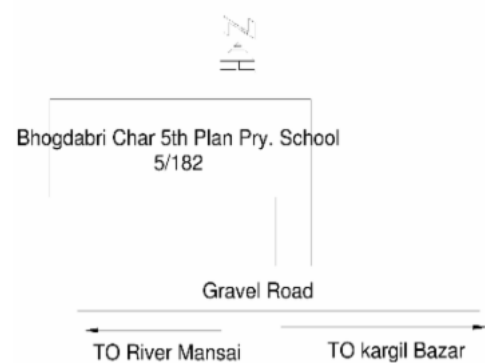 N
Bhogdabri Char 5th Plan Pry. School
5/182
Gravel Road
TO River Mansai
TO kargil Bazar